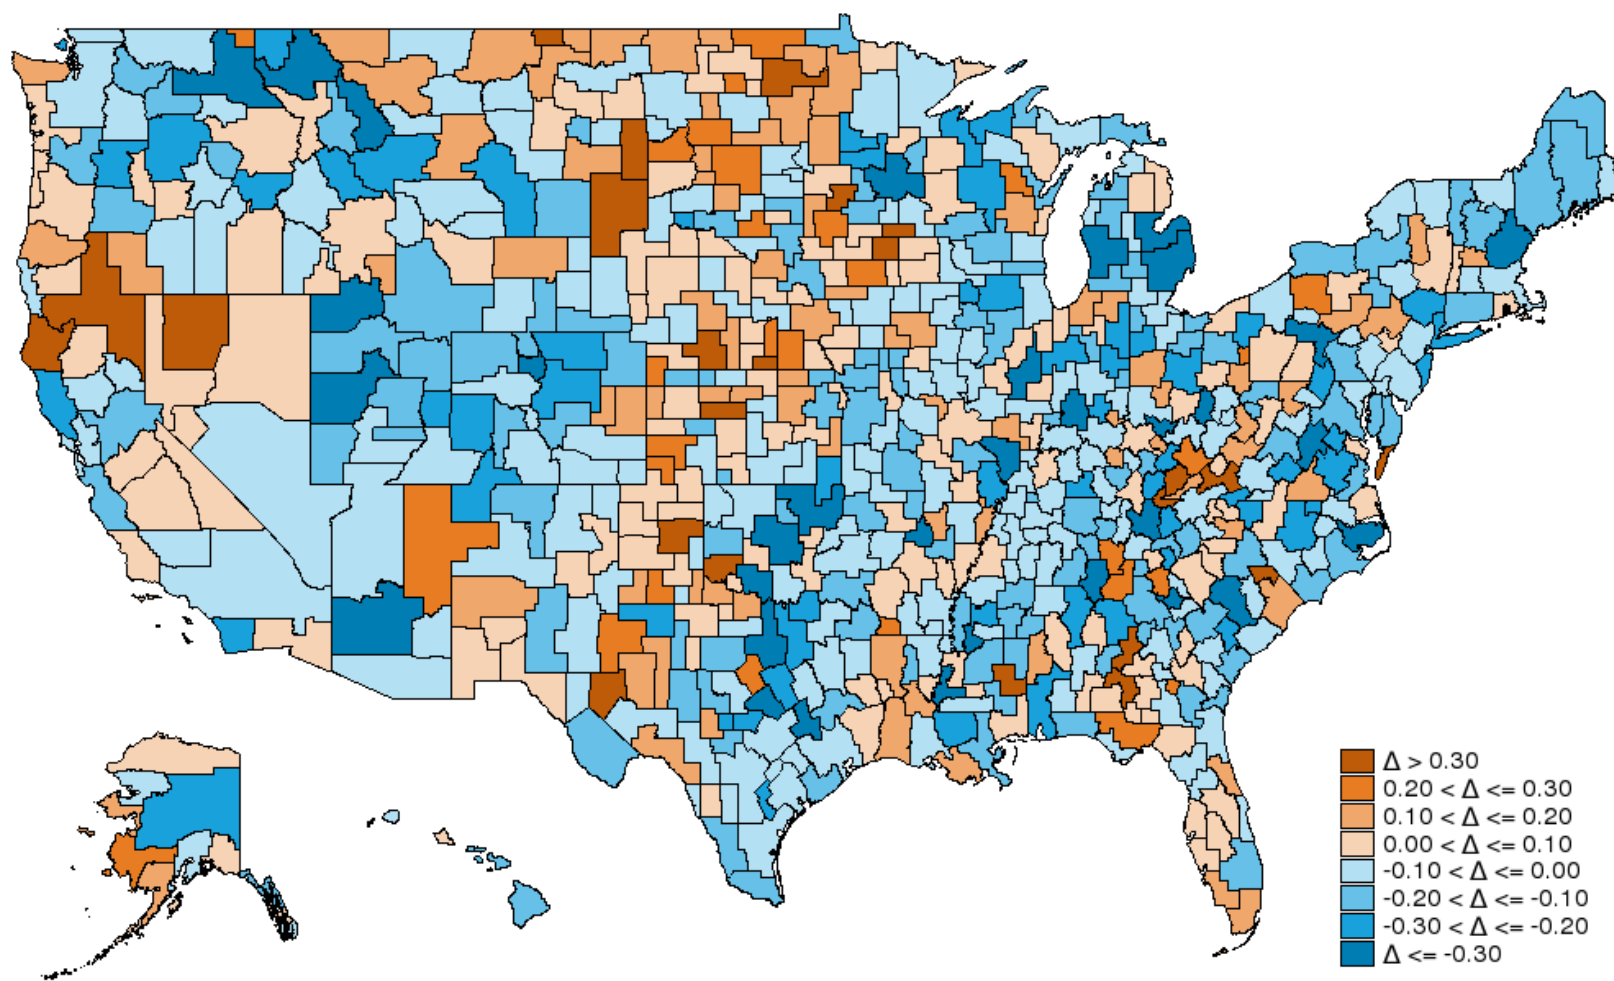 Δ > 0.30
0.20 < Δ <= 0.30
0.10 < Δ <= 0.20
0.00 < Δ <= 0.10
-0.10 < Δ <= 0.00
-0.20 < Δ <= -0.10
-0.30 < Δ <= -0.20
Δ <= -0.30